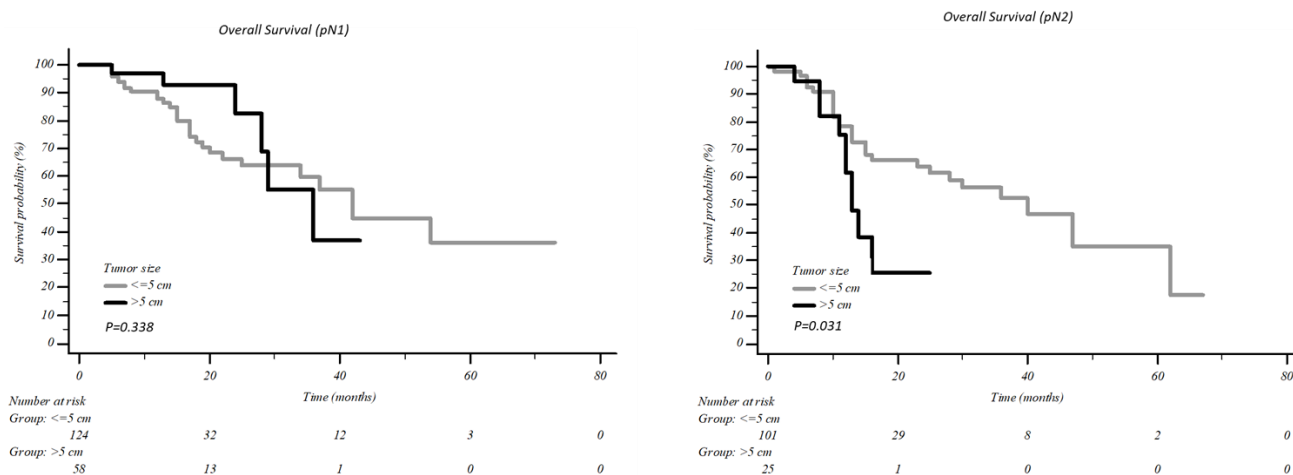 Overall Survival (pN1)
Survival probability (%)
100
90
80
70
60
50
40
30
20
10
0
Tumor size
<=5 cm
>5 cm
P=0.338
0 20 40 60 80
Time (months)
Number at risk
Group: <=5 cm
124 32 12 3 0
Group: >5 cm
58 13 1 0 0
Overall Survival (pN2)
Survival probability (%)
100
90
80
70
60
50
40
30
20
10
0
Tumor size
<=5 cm
>5 cm
P=0.031
0 20 40 60 80
Time (months)
Number at risk
Group: <=5 cm
101 29 8 2 0
Group: >5 cm
25 1 0 0 0